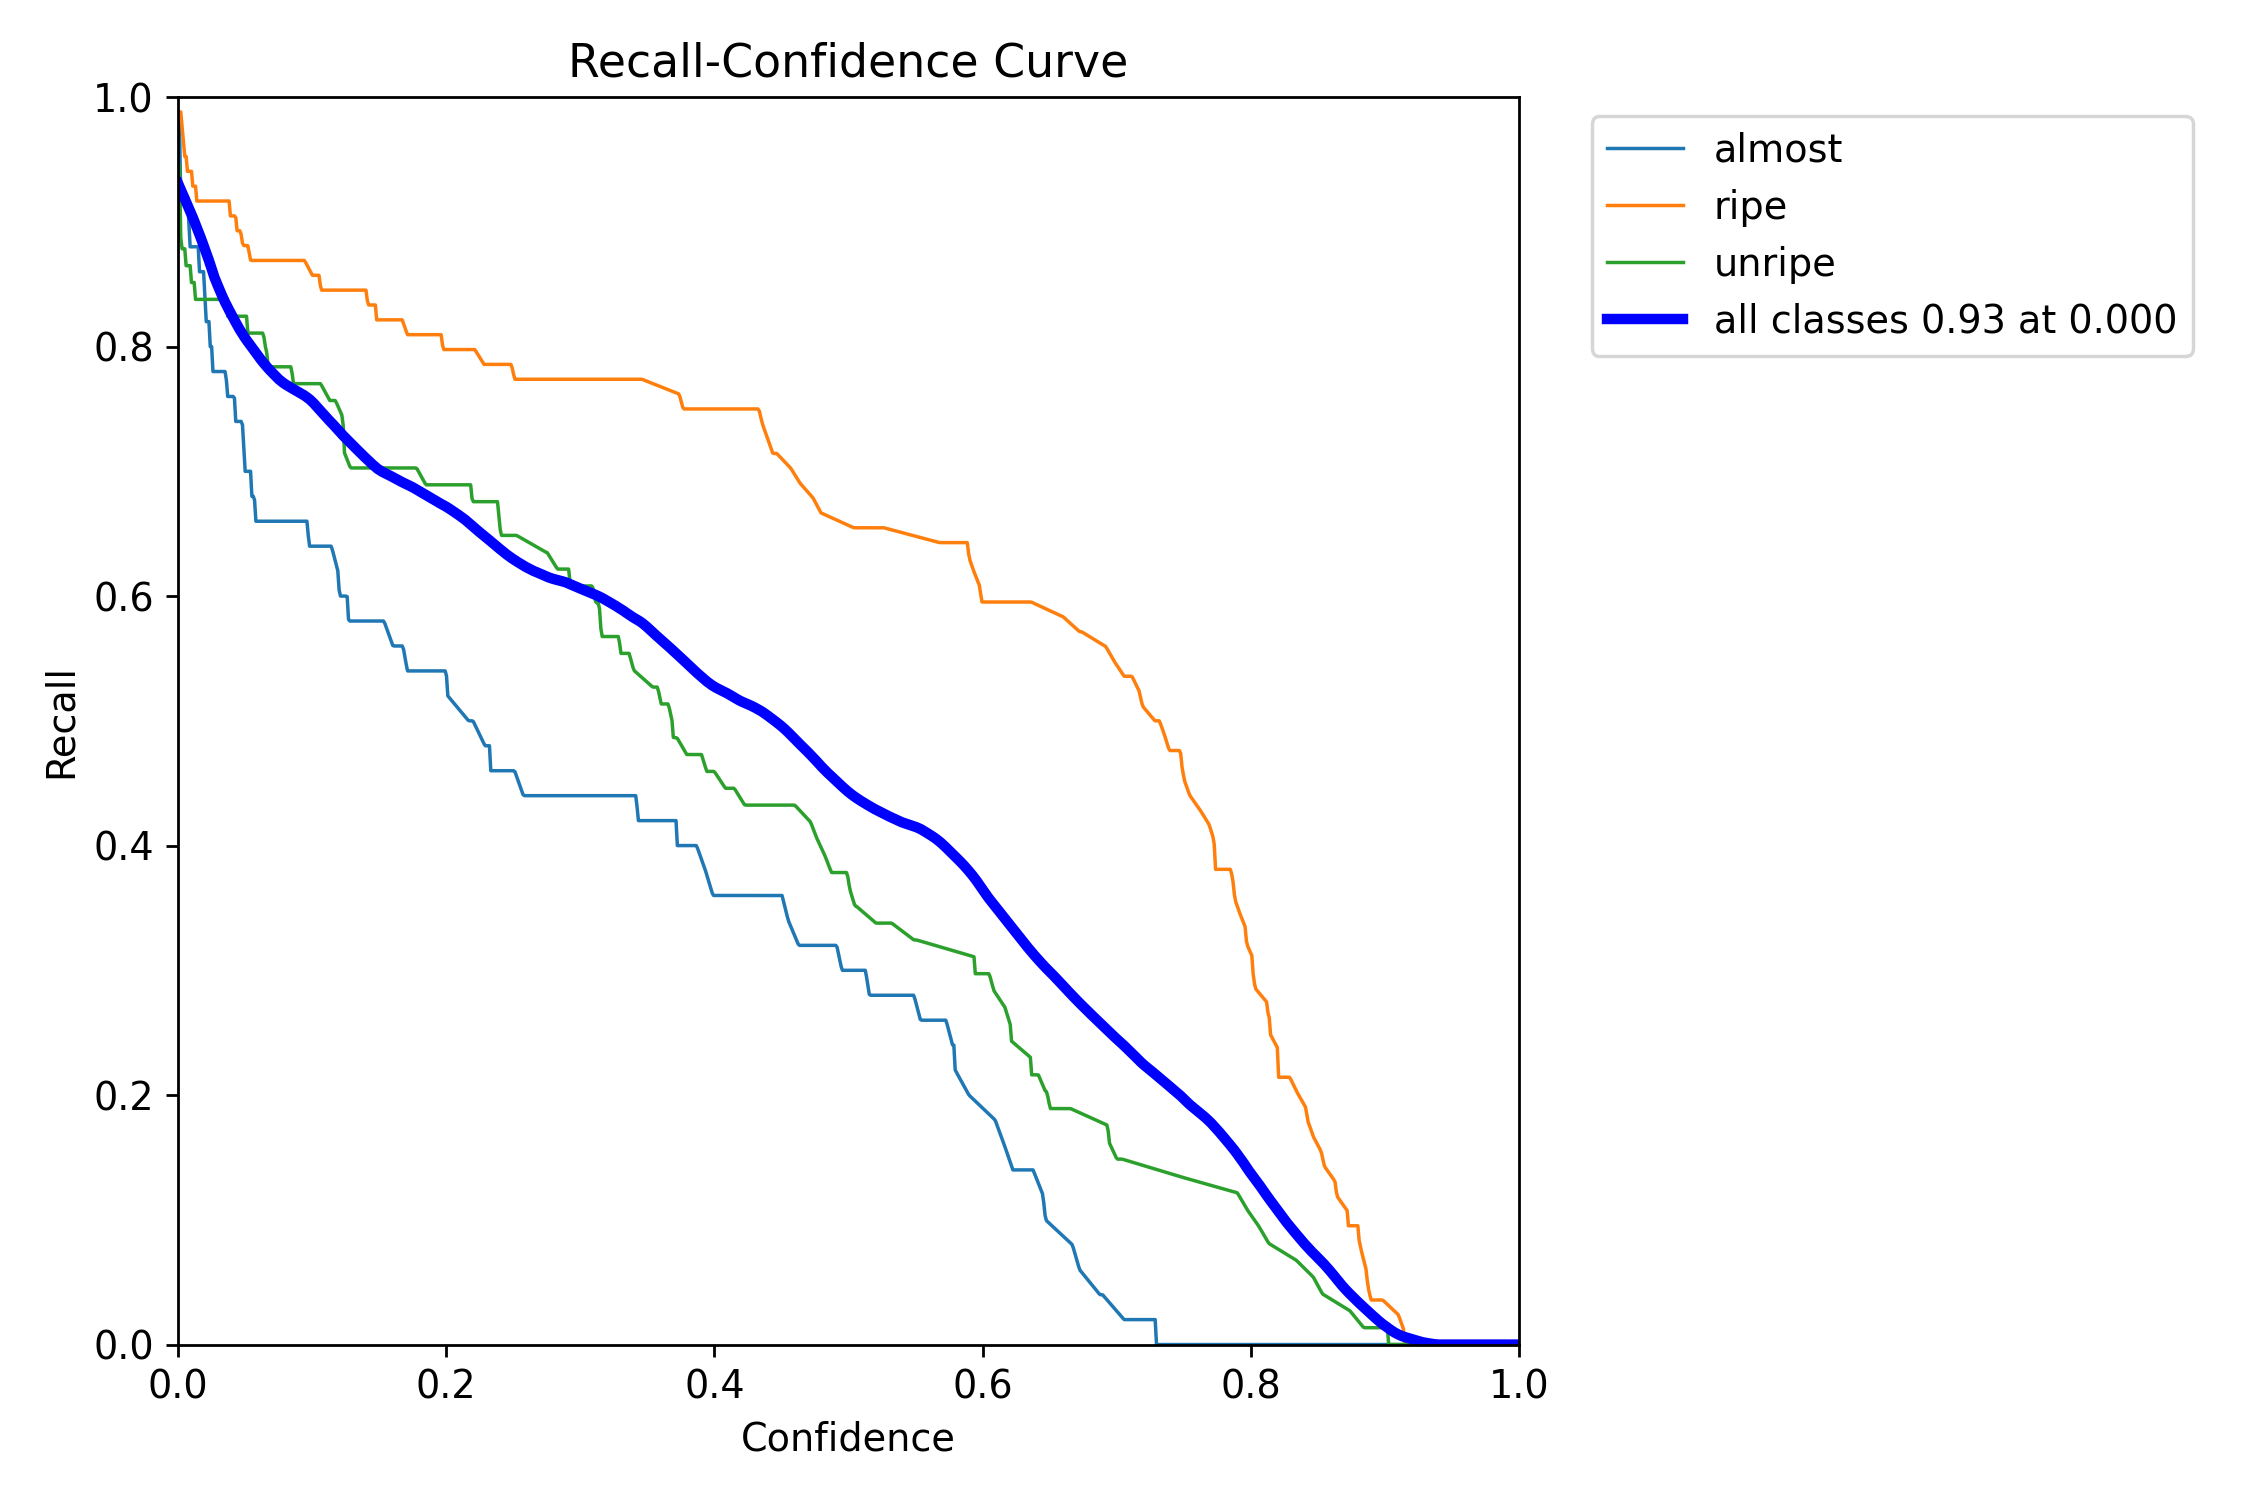 Recall-Confidence Curve
1.0
0.8
0.6
0.4
0.2
0.0
Recall
0.0 0.2 0.4 0.6 0.8 1.0
Confidence
almost
ripe
unripe
all classes 0.93 at 0.000